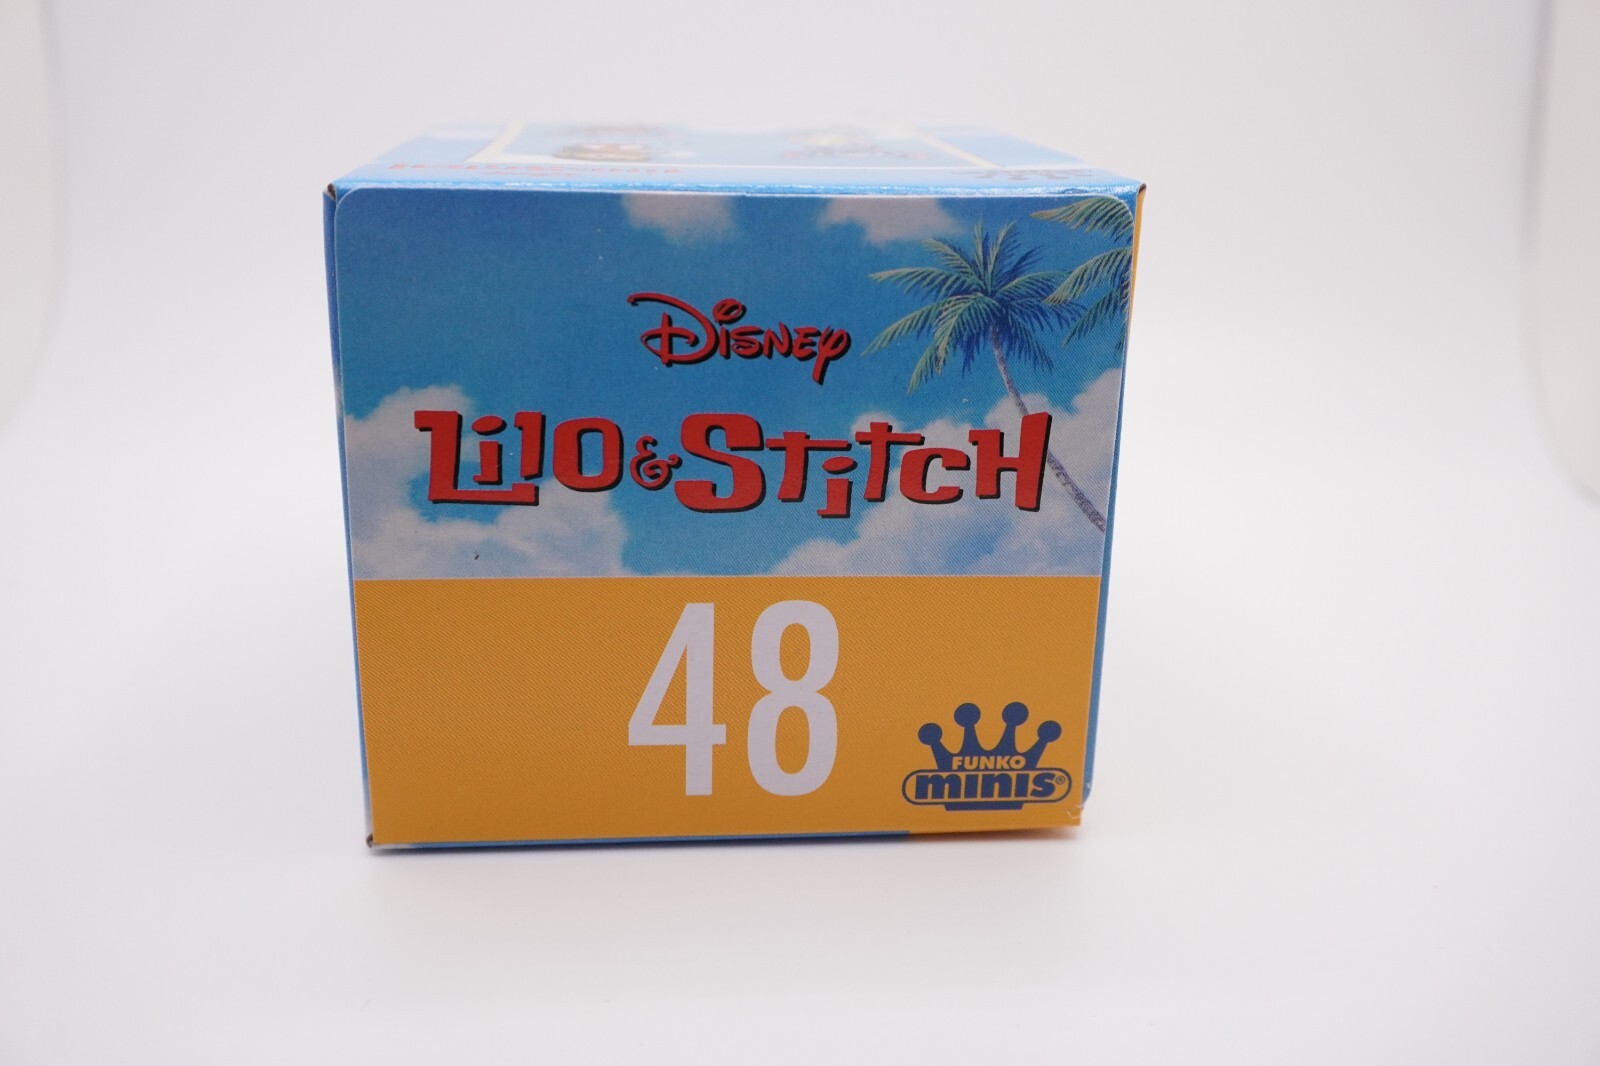 Disney
Lilo & Stitch
48
FUNKO
minis®